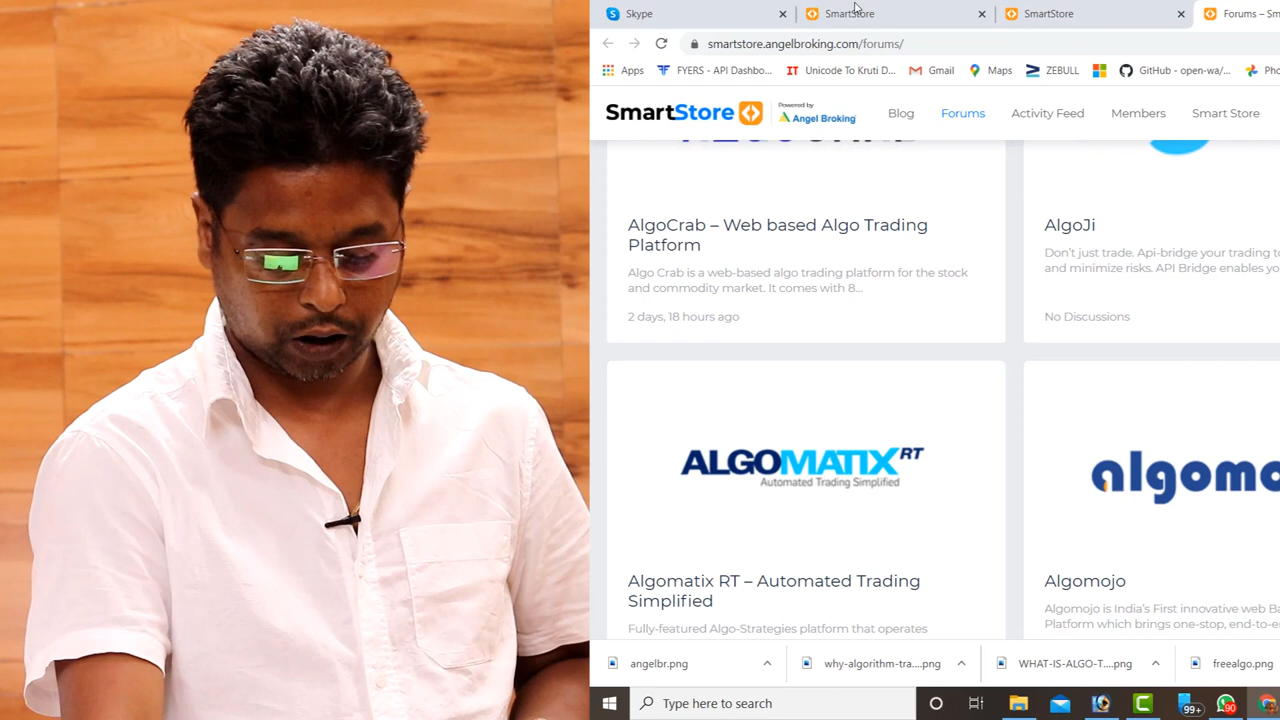 Skype
SmartStore
SmartStore
Forums – Sm
smartstore.angelbroking.com/forums/
Apps
FYERS - API Dashbo...
Unicode To Kruti D...
Gmail
Maps
ZEBULL
GitHub - open-wa/...
Pho
SmartStore
Powered by
Angel Broking
Blog
Forums
Activity Feed
Members
Smart Store
AlgoCrab – Web based Algo Trading
Platform
Algo Crab is a web-based algo trading platform for the stock
and commodity market. It comes with 8...
2 days, 18 hours ago
AlgoJi
Don't just trade. Api-bridge your trading to
and minimize risks. API Bridge enables yo
No Discussions
ALGOMATIX RT
Automated Trading Simplified
algomo
Algomatix RT – Automated Trading
Simplified
Fully-featured Algo-Strategies platform that operates
Algomojo
Algomojo is India's First innovative web Ba
Platform which brings one-stop, end-to-e
angelbr.png
why-algorithm-tra....png
WHAT-IS-ALGO-T....png
freealgo.png
Type here to search
99+
90